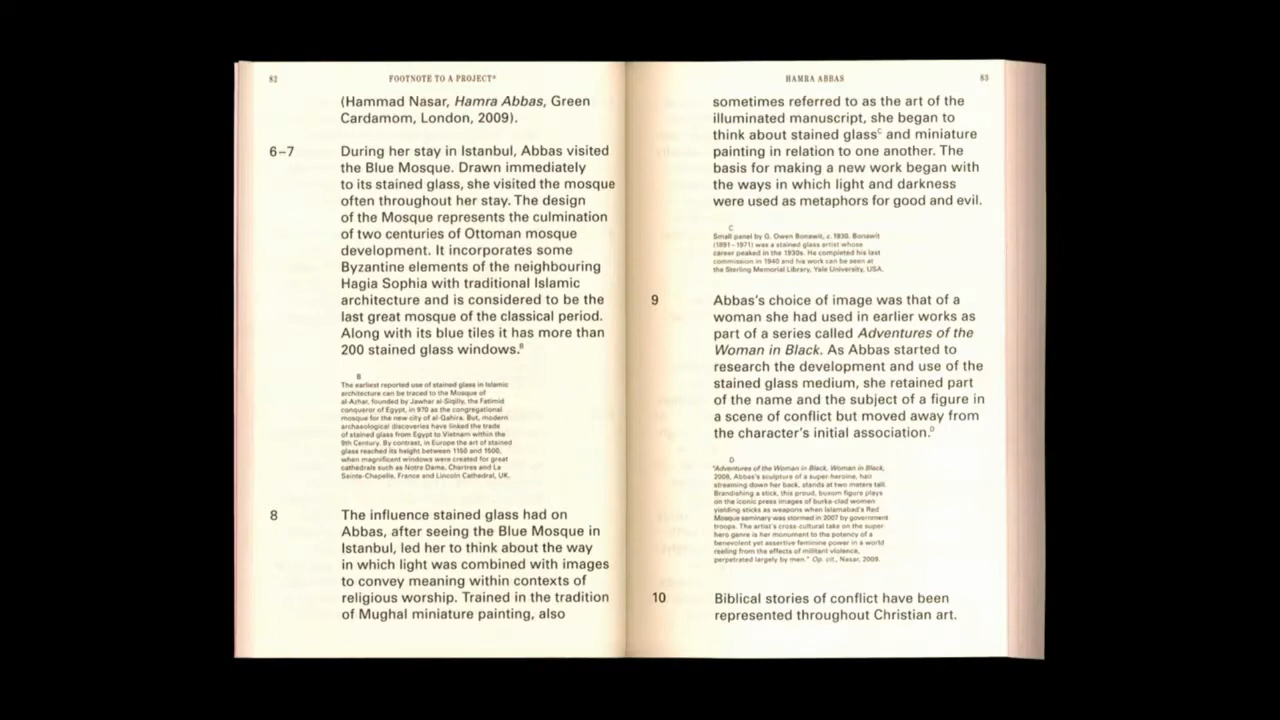 82
FOOTNOTE TO A PROJECT*
(Hammad Nasar, Hamra Abbas, Green
Cardamom, London, 2009).
6–7
During her stay in Istanbul, Abbas visited
the Blue Mosque. Drawn immediately
to its stained glass, she visited the mosque
often throughout her stay. The design
of the Mosque represents the culmination
of two centuries of Ottoman mosque
development. It incorporates some
Byzantine elements of the neighbouring
Hagia Sophia with traditional Islamic
architecture and is considered to be the
last great mosque of the classical period.
Along with its blue tiles it has more than
200 stained glass windows.B
B
The earliest reported use of stained glass in Islamic
architecture can be traced to the Mosque of
al-Azhar, founded by Jawhar al-Siqilly, the Fatimid
conqueror of Egypt, in 970 as the congregational
mosque for the new city of al-Qahira. But, modern
archaeological discoveries have linked the trade
of stained glass from Egypt to Vietnam within the
9th Century. By contrast, in Europe the art of stained
glass reached its height between 1150 and 1500,
when magnificent windows were created for great
cathedrals such as Notre Dame, Chartres and La
Sainte-Chapelle, France and Lincoln Cathedral, UK.
8
The influence stained glass had on
Abbas, after seeing the Blue Mosque in
Istanbul, led her to think about the way
in which light was combined with images
to convey meaning within contexts of
religious worship. Trained in the tradition
of Mughal miniature painting, also
HAMRA ABBAS
83
sometimes referred to as the art of the
illuminated manuscript, she began to
think about stained glassC and miniature
painting in relation to one another. The
basis for making a new work began with
the ways in which light and darkness
were used as metaphors for good and evil.
C
Small panel by G. Owen Bonawit, c. 1930. Bonawit
(1891–1971) was a stained glass artist whose
career peaked in the 1930s. He completed his last
commission in 1940 and his work can be seen at
the Sterling Memorial Library, Yale University, USA.
9
Abbas's choice of image was that of a
woman she had used in earlier works as
part of a series called Adventures of the
Woman in Black. As Abbas started to
research the development and use of the
stained glass medium, she retained part
of the name and the subject of a figure in
a scene of conflict but moved away from
the character's initial association.D
D
"Adventures of the Woman in Black, Woman in Black,
2008, Abbas's sculpture of a super-heroine, hair
streaming down her back, stands at two meters tall.
Brandishing a stick, this proud, buxom figure plays
on the iconic press images of burka-clad women
yielding sticks as weapons when Islamabad's Red
Mosque seminary was stormed in 2007 by government
troops. The artist's cross-cultural take on the super
hero genre is her monument to the potency of a
benevolent yet assertive feminine power in a world
reeling from the effects of militant violence,
perpetrated largely by men." Op. cit., Nasar, 2009.
10
Biblical stories of conflict have been
represented throughout Christian art.